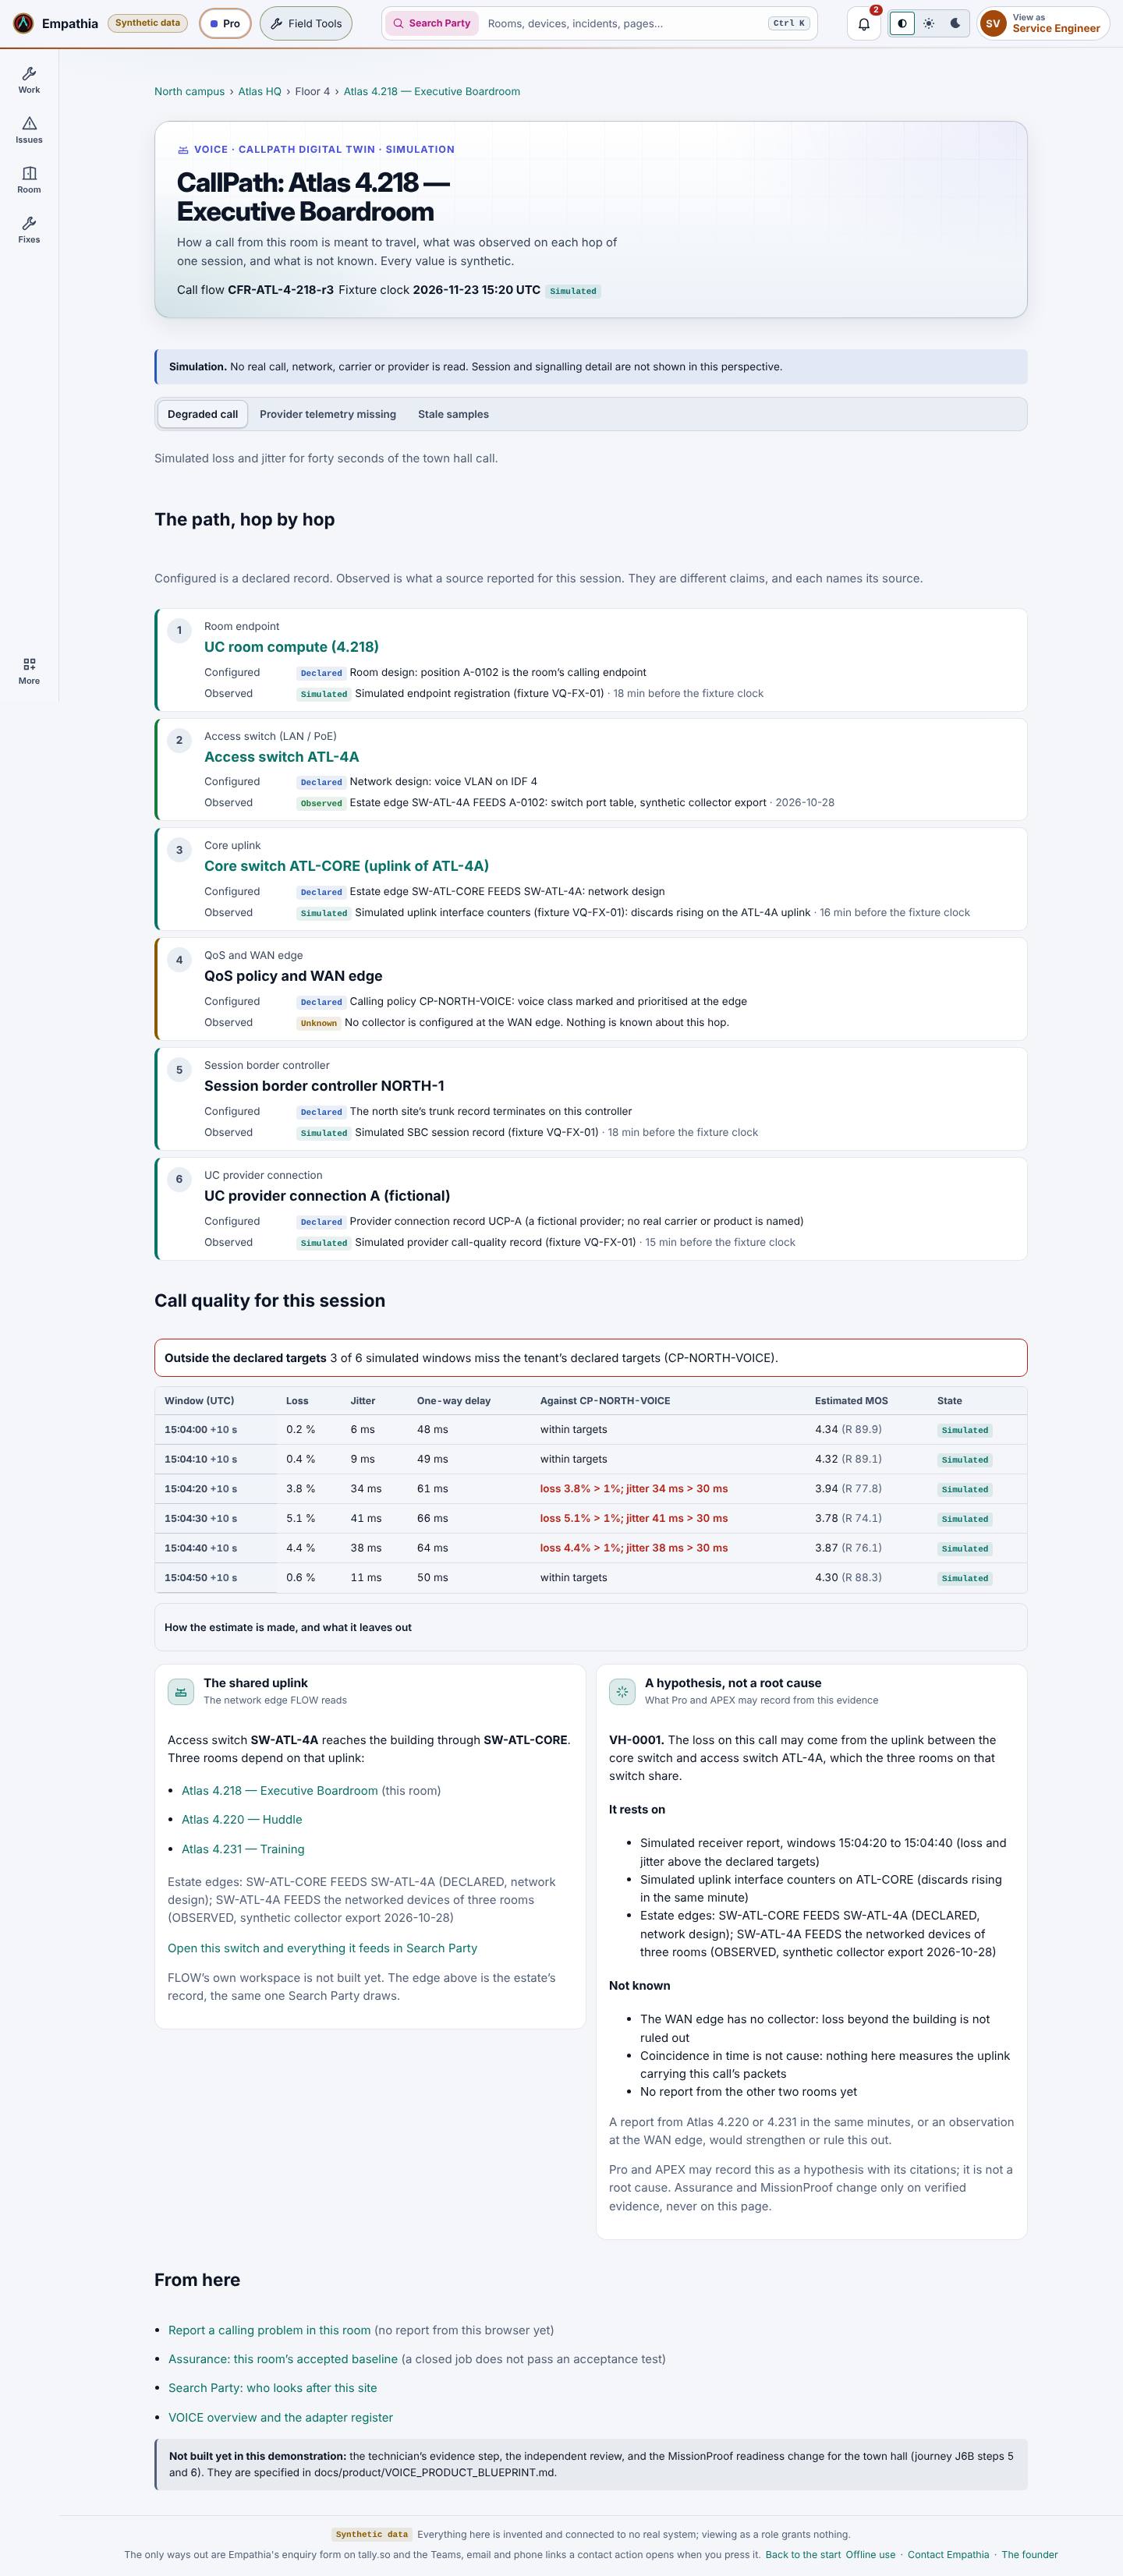 Empathia
Synthetic data
Pro
Field Tools
Search Party
Rooms, devices, incidents, pages...
Ctrl K
2
SV
View as
Service Engineer
Work
Issues
Room
Fixes
More
North campus › Atlas HQ › Floor 4 › Atlas 4.218 — Executive Boardroom
VOICE · CALLPATH DIGITAL TWIN · SIMULATION
CallPath: Atlas 4.218 —
Executive Boardroom
How a call from this room is meant to travel, what was observed on each hop of
one session, and what is not known. Every value is synthetic.
Call flow CFR-ATL-4-218-r3 Fixture clock 2026-11-23 15:20 UTC Simulated
Simulation. No real call, network, carrier or provider is read. Session and signalling detail are not shown in this perspective.
Degraded call Provider telemetry missing Stale samples
Simulated loss and jitter for forty seconds of the town hall call.
The path, hop by hop
Configured is a declared record. Observed is what a source reported for this session. They are different claims, and each names its source.
1
Room endpoint
UC room compute (4.218)
Configured Declared Room design: position A-0102 is the room's calling endpoint
Observed Simulated Simulated endpoint registration (fixture VQ-FX-01) · 18 min before the fixture clock
2
Access switch (LAN / PoE)
Access switch ATL-4A
Configured Declared Network design: voice VLAN on IDF 4
Observed Observed Estate edge SW-ATL-4A FEEDS A-0102: switch port table, synthetic collector export · 2026-10-28
3
Core uplink
Core switch ATL-CORE (uplink of ATL-4A)
Configured Declared Estate edge SW-ATL-CORE FEEDS SW-ATL-4A: network design
Observed Simulated Simulated uplink interface counters (fixture VQ-FX-01): discards rising on the ATL-4A uplink · 16 min before the fixture clock
4
QoS and WAN edge
QoS policy and WAN edge
Configured Declared Calling policy CP-NORTH-VOICE: voice class marked and prioritised at the edge
Observed Unknown No collector is configured at the WAN edge. Nothing is known about this hop.
5
Session border controller
Session border controller NORTH-1
Configured Declared The north site's trunk record terminates on this controller
Observed Simulated Simulated SBC session record (fixture VQ-FX-01) · 18 min before the fixture clock
6
UC provider connection
UC provider connection A (fictional)
Configured Declared Provider connection record UCP-A (a fictional provider; no real carrier or product is named)
Observed Simulated Simulated provider call-quality record (fixture VQ-FX-01) · 15 min before the fixture clock
Call quality for this session
Outside the declared targets 3 of 6 simulated windows miss the tenant's declared targets (CP-NORTH-VOICE).
Window (UTC) Loss Jitter One-way delay Against CP-NORTH-VOICE Estimated MOS State
15:04:00 +10 s 0.2 % 6 ms 48 ms within targets 4.34 (R 89.9) Simulated
15:04:10 +10 s 0.4 % 9 ms 49 ms within targets 4.32 (R 89.1) Simulated
15:04:20 +10 s 3.8 % 34 ms 61 ms loss 3.8% > 1%; jitter 34 ms > 30 ms 3.94 (R 77.8) Simulated
15:04:30 +10 s 5.1 % 41 ms 66 ms loss 5.1% > 1%; jitter 41 ms > 30 ms 3.78 (R 74.1) Simulated
15:04:40 +10 s 4.4 % 38 ms 64 ms loss 4.4% > 1%; jitter 38 ms > 30 ms 3.87 (R 76.1) Simulated
15:04:50 +10 s 0.6 % 11 ms 50 ms within targets 4.30 (R 88.3) Simulated
How the estimate is made, and what it leaves out
The shared uplink
The network edge FLOW reads
Access switch SW-ATL-4A reaches the building through SW-ATL-CORE.
Three rooms depend on that uplink:
• Atlas 4.218 — Executive Boardroom (this room)
• Atlas 4.220 — Huddle
• Atlas 4.231 — Training
Estate edges: SW-ATL-CORE FEEDS SW-ATL-4A (DECLARED, network
design); SW-ATL-4A FEEDS the networked devices of three rooms
(OBSERVED, synthetic collector export 2026-10-28)
Open this switch and everything it feeds in Search Party
FLOW's own workspace is not built yet. The edge above is the estate's
record, the same one Search Party draws.
A hypothesis, not a root cause
What Pro and APEX may record from this evidence
VH-0001. The loss on this call may come from the uplink between the
core switch and access switch ATL-4A, which the three rooms on that
switch share.
It rests on
• Simulated receiver report, windows 15:04:20 to 15:04:40 (loss and
jitter above the declared targets)
• Simulated uplink interface counters on ATL-CORE (discards rising
in the same minute)
• Estate edges: SW-ATL-CORE FEEDS SW-ATL-4A (DECLARED,
network design); SW-ATL-4A FEEDS the networked devices of
three rooms (OBSERVED, synthetic collector export 2026-10-28)
Not known
• The WAN edge has no collector: loss beyond the building is not
ruled out
• Coincidence in time is not cause: nothing here measures the uplink
carrying this call's packets
• No report from the other two rooms yet
A report from Atlas 4.220 or 4.231 in the same minutes, or an observation
at the WAN edge, would strengthen or rule this out.
Pro and APEX may record this as a hypothesis with its citations; it is not a
root cause. Assurance and MissionProof change only on verified
evidence, never on this page.
From here
• Report a calling problem in this room (no report from this browser yet)
• Assurance: this room's accepted baseline (a closed job does not pass an acceptance test)
• Search Party: who looks after this site
• VOICE overview and the adapter register
Not built yet in this demonstration: the technician's evidence step, the independent review, and the MissionProof readiness change for the town hall (journey J6B steps 5
and 6). They are specified in docs/product/VOICE_PRODUCT_BLUEPRINT.md.
Synthetic data Everything here is invented and connected to no real system; viewing as a role grants nothing.
The only ways out are Empathia's enquiry form on tally.so and the Teams, email and phone links a contact action opens when you press it. Back to the start Offline use · Contact Empathia · The founder